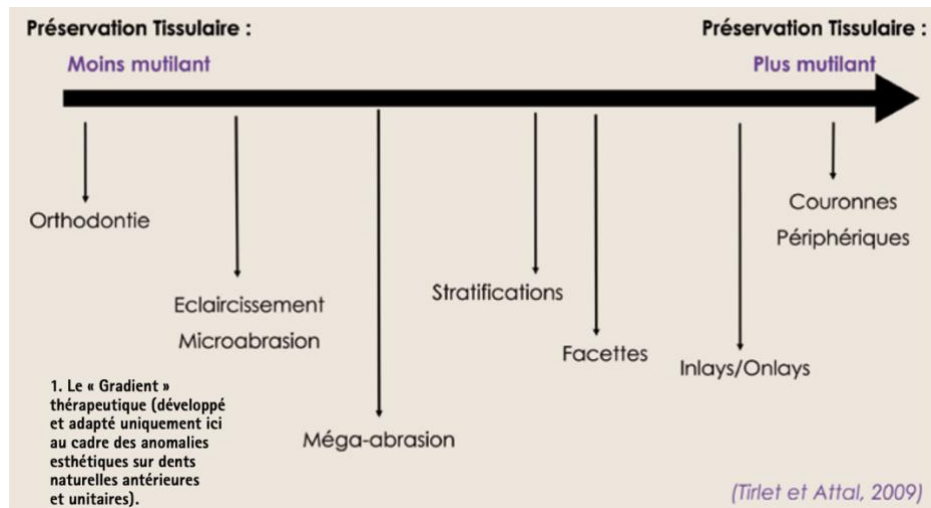 Préservation Tissulaire :
Préservation Tissulaire :
Moins mutilant
Plus mutilant
Orthodontie
Couronnes
Périphériques
Eclaircissement
Microabrasion
Stratifications
Facettes
Inlays/Onlays
Méga-abrasion
1. Le « Gradient »
thérapeutique (développé
et adapté uniquement ici
au cadre des anomalies
esthétiques sur dents
naturelles antérieures
et unitaires).
(Tirlet et Attal, 2009)